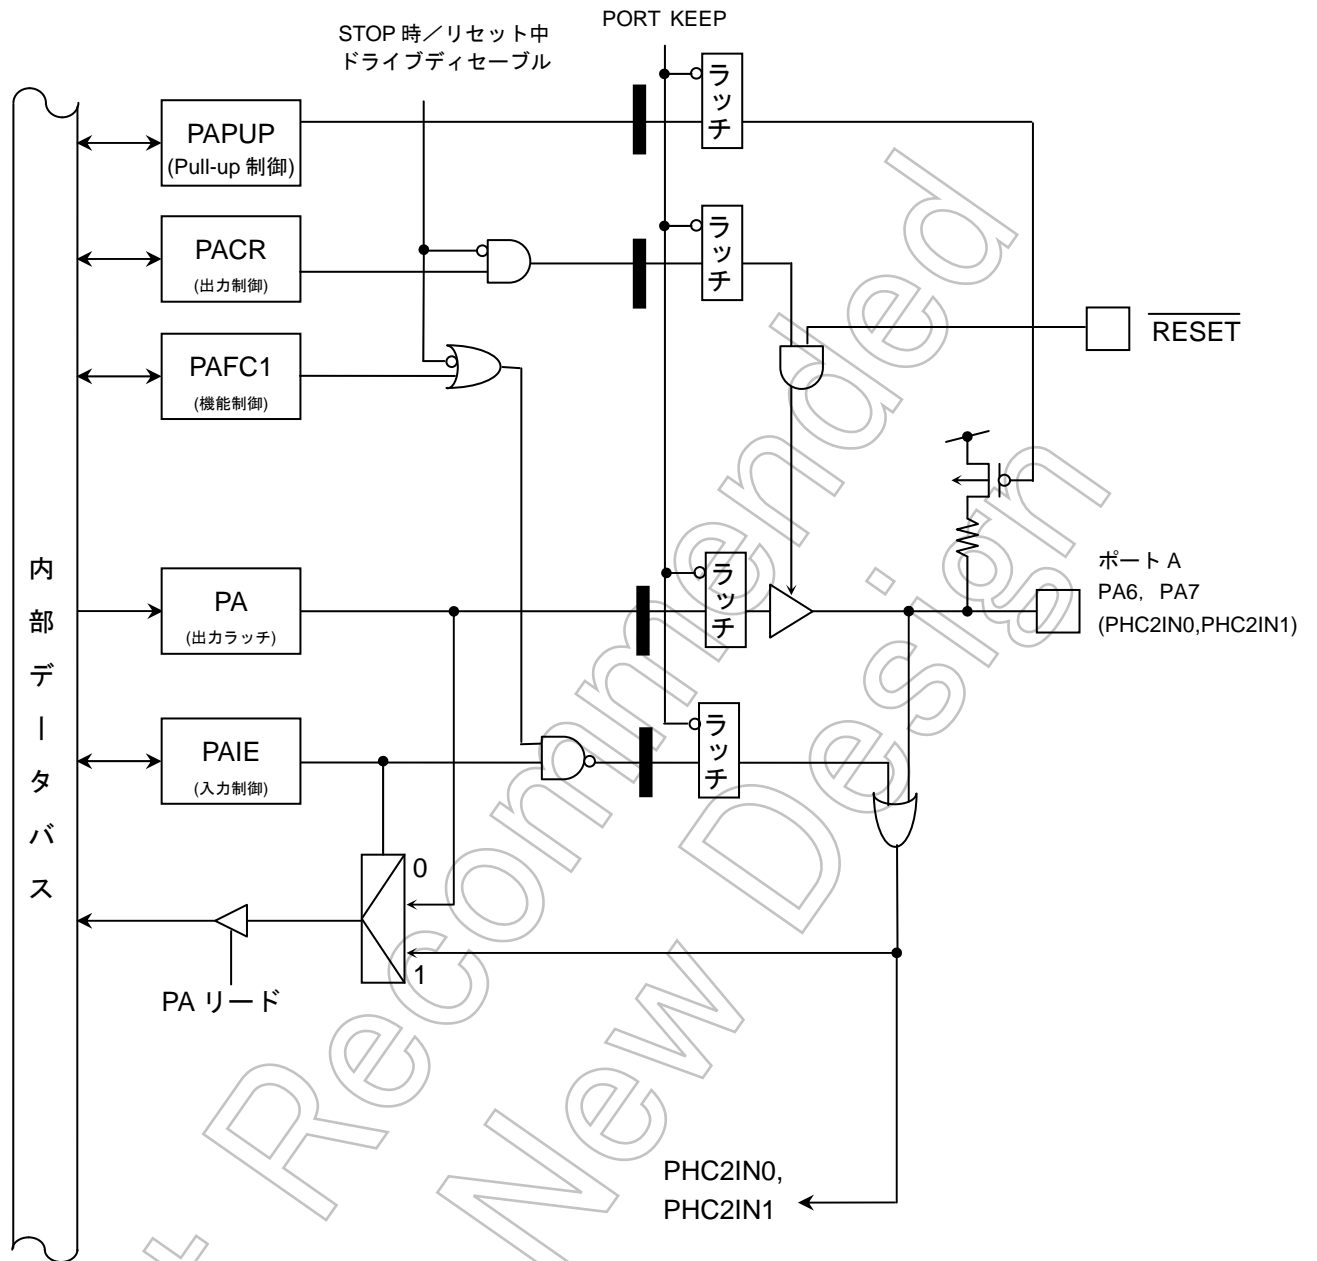 PORT KEEP
STOP 時／リセット中
ドライブディセーブル
ラッチ
PAPUP
(Pull-up 制御)
ラッチ
PACR
(出力制御)
RESET
PAFC1
(機能制御)
内部データバス
ラッチ
PA
(出力ラッチ)
ポート A
PA6, PA7
(PHC2IN0,PHC2IN1)
ラッチ
PAIE
(入力制御)
0
1
PA リード
PHC2IN0,
PHC2IN1
Recommended
New Design